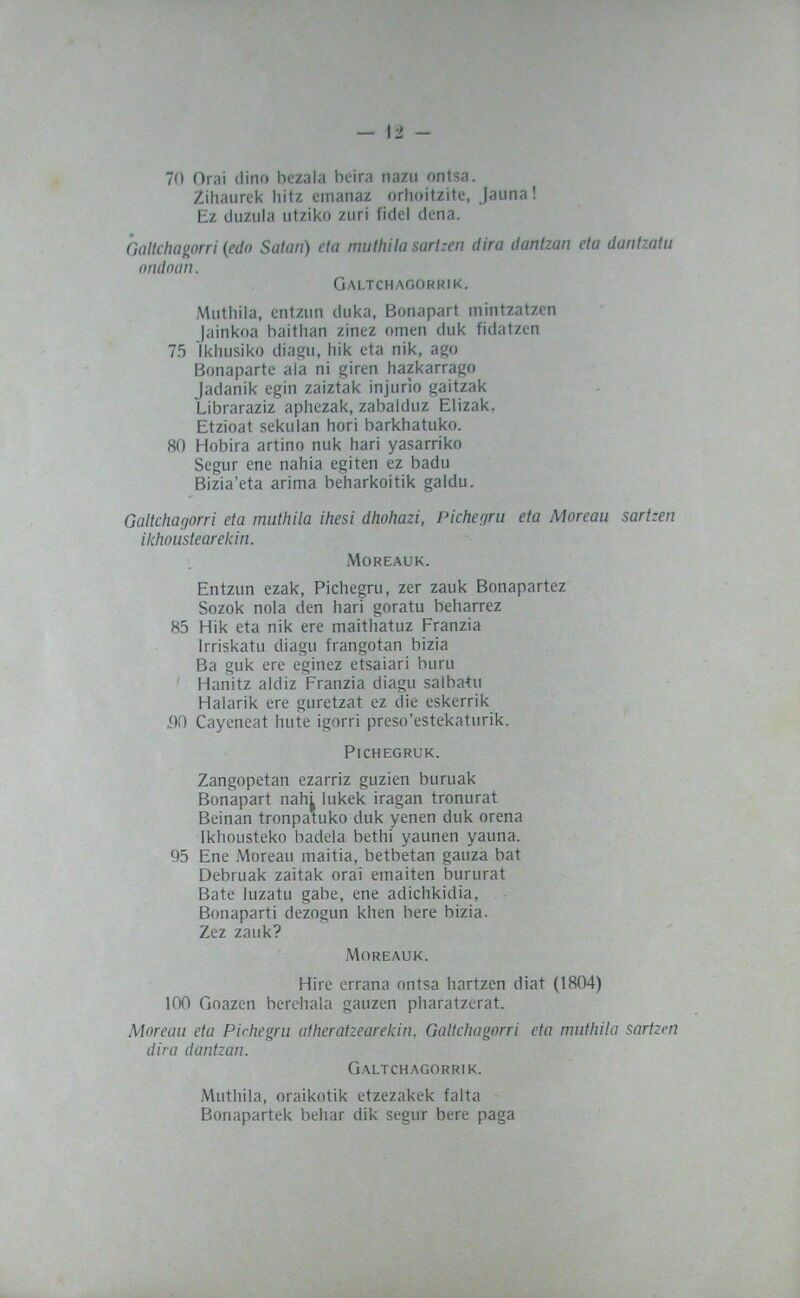 — 12 —
70 Orai dino bezala beira nazu ontsa.
Zihaurek hitz emanaz orhoitzite, Jauna!
Ez duzula utziko zuri fidel dena.
Galtchagorri (edo Satan) eta muthila sartzen dira dantzan eta dantzatu
ondoan.
GALTCHAGORRIK.
Muthila, entzun duka, Bonapart mintzatzen
Jainkoa baithan zinez omen duk fidatzen
75 Ikhusiko diagu, hik eta nik, ago
Bonaparte ala ni giren hazkarrago
Jadanik egin zaiztak injurio gaitzak
Libraraziz aphezak, zabalduz Elizak,
Etzioat sekulan hori barkhatuko.
80 Hobira artino nuk hari yasarriko
Segur ene nahia egiten ez badu
Bizia'eta arima beharkoitik galdu.
Galtchagorri eta muthila ihesi dhohazi, Pichegru eta Moreau sartzen
ikhoustearekin.
MOREAUK.
Entzun ezak, Pichegru, zer zauk Bonapartez
Sozok nola den hari goratu beharrez
85 Hik eta nik ere maithatuz Franzia
Irriskatu diagu frangotan bizia
Ba guk ere eginez etsaiari buru
Hanitz aldiz Franzia diagu salbatu
Halarik ere guretzat ez die eskerrik
90 Cayeneat hute igorri preso'estekaturik.
PICHEGRUK.
Zangopetan ezarriz guzien buruak
Bonapart nahi lukek iragan tronurat
Beinan tronpatuko duk yenen duk orena
Ikhousteko badela bethi yaunen yauna.
95 Ene Moreau maitia, betbetan gauza bat
Debruak zaitak orai emaiten bururat
Bate luzatu gabe, ene adichkidia,
Bonaparti dezogun khen bere bizia.
Zez zauk?
MOREAUK.
Hire errana ontsa hartzen diat (1804)
100 Goazen berehala gauzen pharatzerat.
Moreau eta Pichegru atheratzearekin, Galtchagorri eta muthila sartzen
dira dantzan.
GALTCHAGORRIK.
Muthila, oraikotik etzezakek falta
Bonapartek behar dik segur bere paga